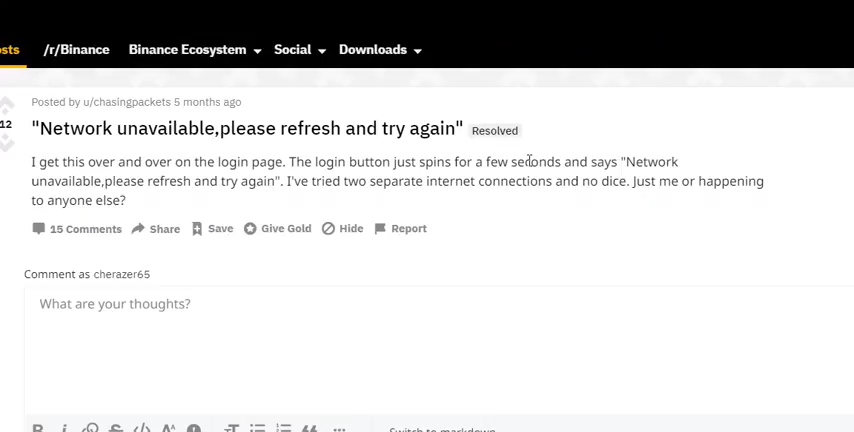 osts /r/Binance Binance Ecosystem Social Downloads
Posted by u/chasingpackets 5 months ago
12
"Network unavailable,please refresh and try again" Resolved
I get this over and over on the login page. The login button just spins for a few seconds and says "Network
unavailable,please refresh and try again". I've tried two separate internet connections and no dice. Just me or happening
to anyone else?
15 Comments Share Save Give Gold Hide Report
Comment as cherazer65
What are your thoughts?
Switch to markdown